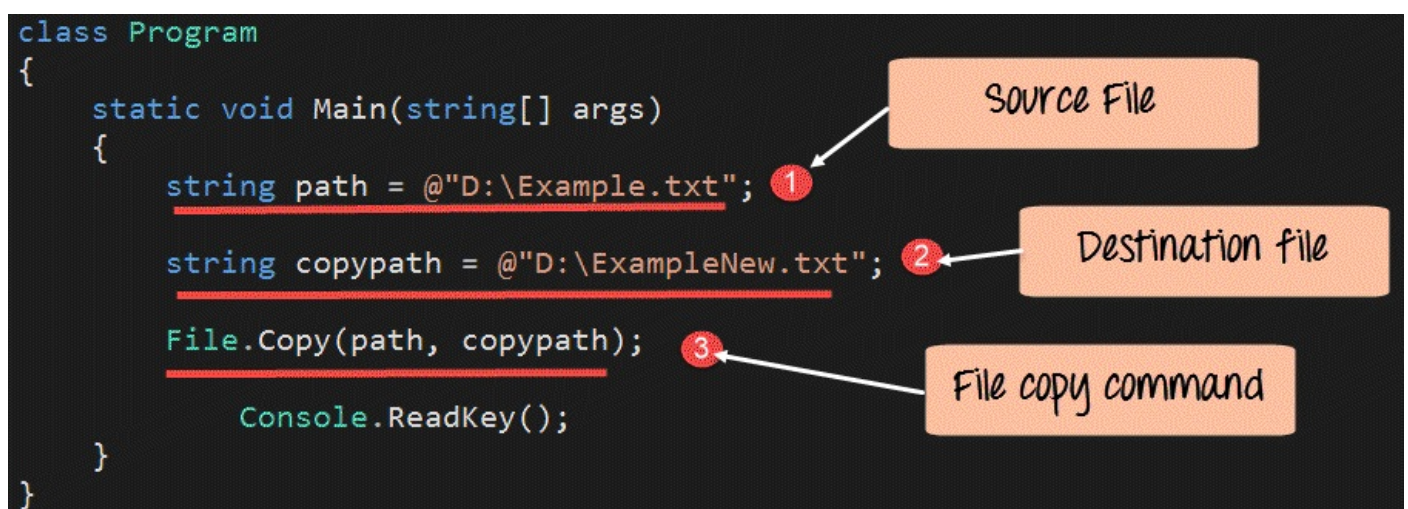 class Program
{
static void Main(string[] args)
Source File
{
string path = @"D:\Example.txt"; 1
string copypath = @"D:\ExampleNew.txt"; 2
Destination file
File.Copy(path, copypath); 3
File copy command
Console.ReadKey();
}
}